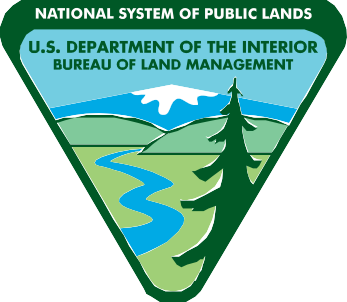 NATIONAL SYSTEM OF PUBLIC LANDS
U.S. DEPARTMENT OF THE INTERIOR
BUREAU OF LAND MANAGEMENT